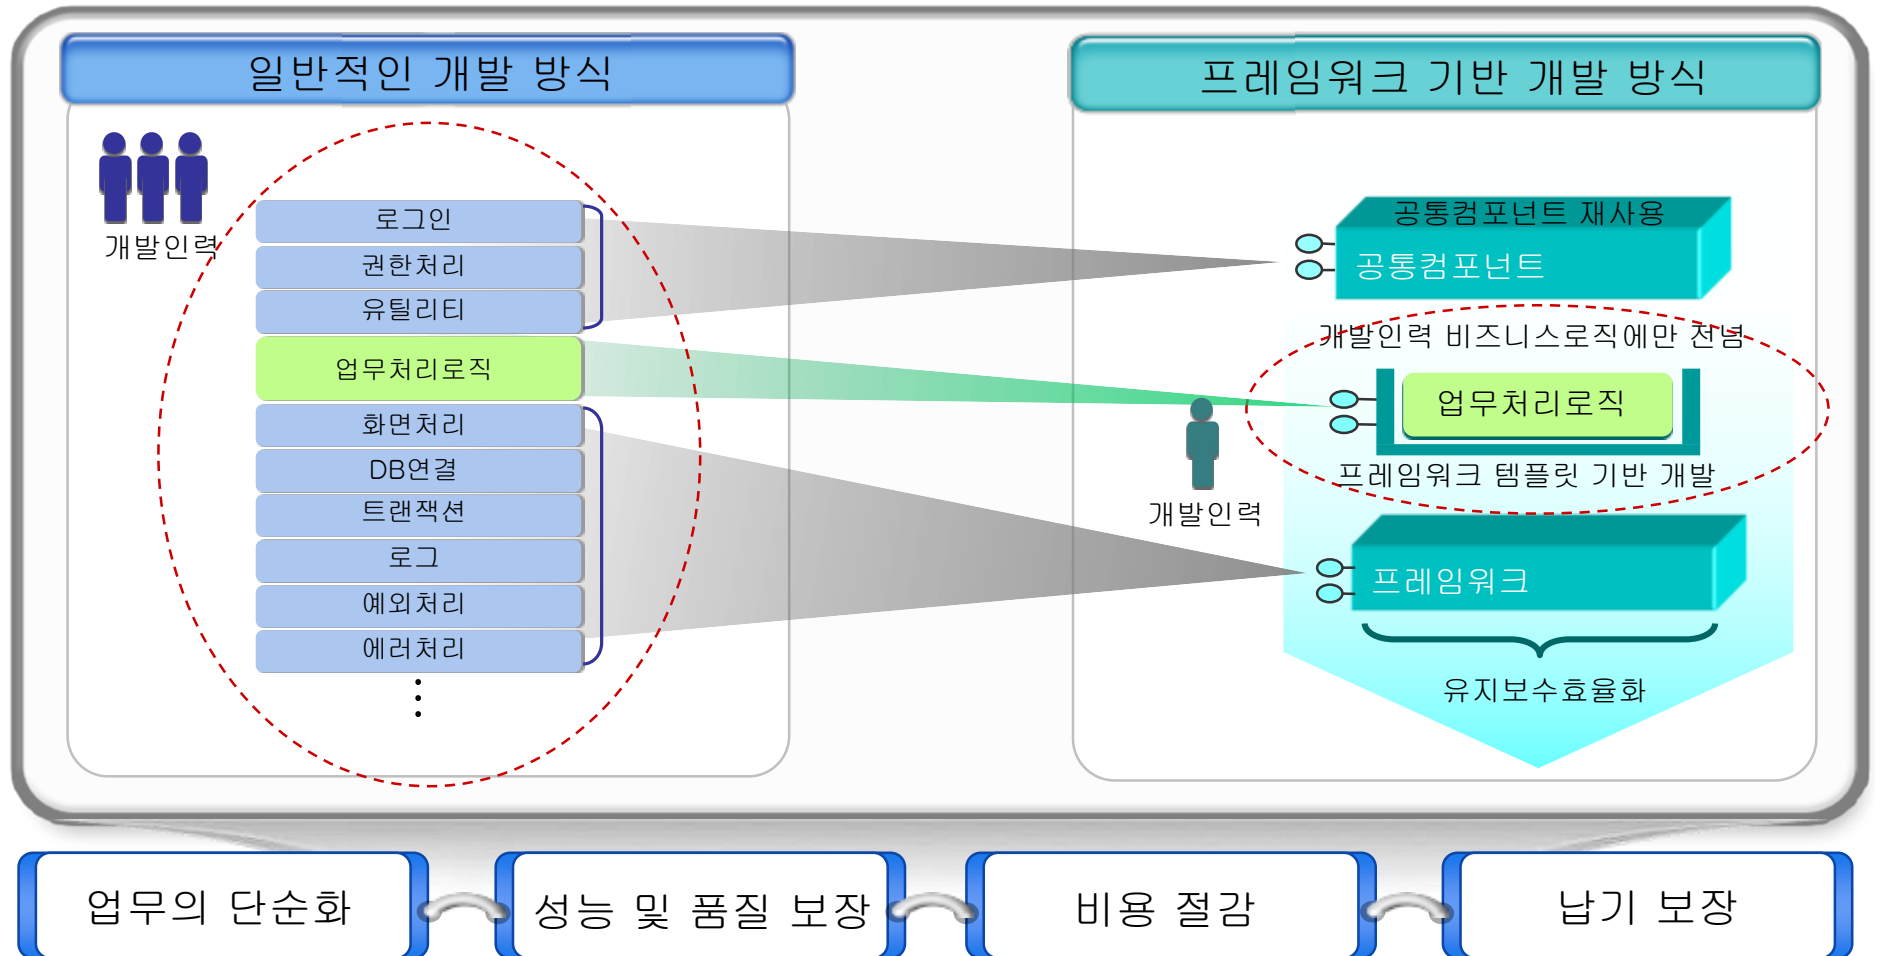 일반적인 개발 방식
개발인력
로그인
권한처리
유틸리티
업무처리로직
화면처리
DB연결
트랜잭션
로그
예외처리
에러처리
프레임워크 기반 개발 방식
공통컴포넌트 재사용
공통컴포넌트
개발인력 비즈니스로직에만 전념
업무처리로직
프레임워크 템플릿 기반 개발
개발인력
프레임워크
유지보수효율화
업무의 단순화
성능 및 품질 보장
비용 절감
납기 보장